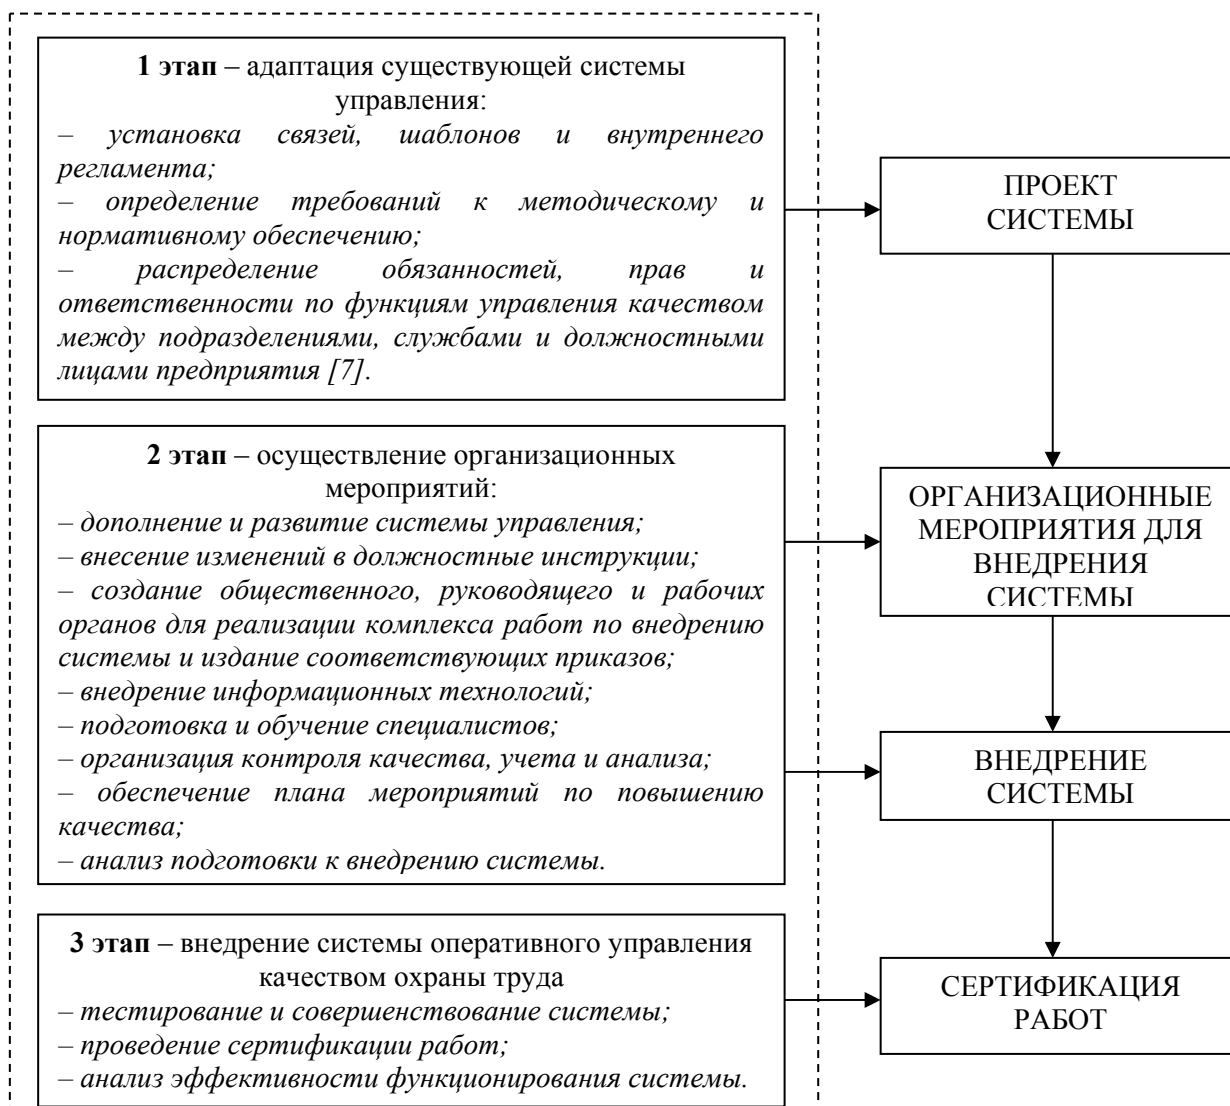 1 этап – адаптация существующей системы
управления:
– установка связей, шаблонов и внутреннего
регламента;
– определение требований к методическому и
нормативному обеспечению;
– распределение обязанностей, прав и
ответственности по функциям управления качеством
между подразделениями, службами и должностными
лицами предприятия [7].
ПРОЕКТ
СИСТЕМЫ
2 этап – осуществление организационных
мероприятий:
– дополнение и развитие системы управления;
– внесение изменений в должностные инструкции;
– создание общественного, руководящего и рабочих
органов для реализации комплекса работ по внедрению
системы и издание соответствующих приказов;
– внедрение информационных технологий;
– подготовка и обучение специалистов;
– организация контроля качества, учета и анализа;
– обеспечение плана мероприятий по повышению
качества;
– анализ подготовки к внедрению системы.
ОРГАНИЗАЦИОННЫЕ
МЕРОПРИЯТИЯ ДЛЯ
ВНЕДРЕНИЯ
СИСТЕМЫ
ВНЕДРЕНИЕ
СИСТЕМЫ
3 этап – внедрение системы оперативного управления
качеством охраны труда
– тестирование и совершенствование системы;
– проведение сертификации работ;
– анализ эффективности функционирования системы.
СЕРТИФИКАЦИЯ
РАБОТ